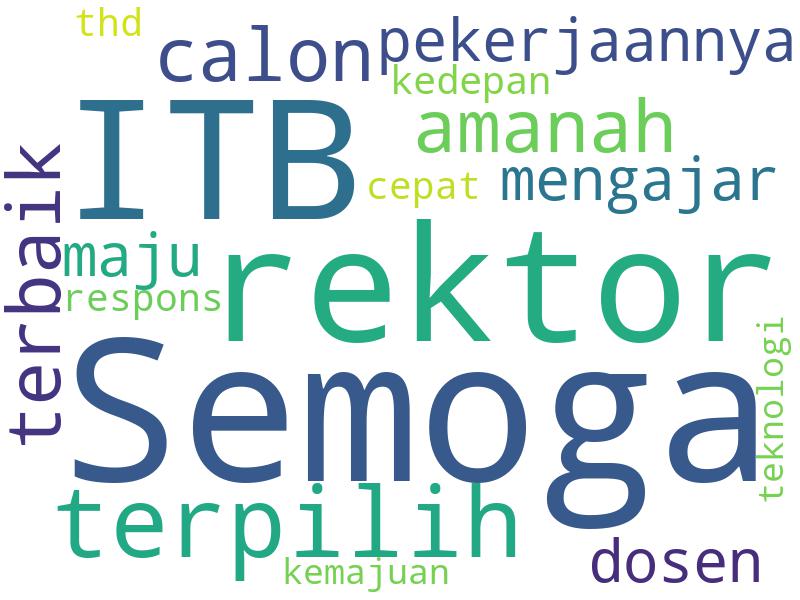 thd
calon
pekerjaannya
kedepan
ITB
amanah
cepat
mengajar
terbaik
maju
respons
rektor
Semoga
teknologi
terpilih
dosen
kemajuan